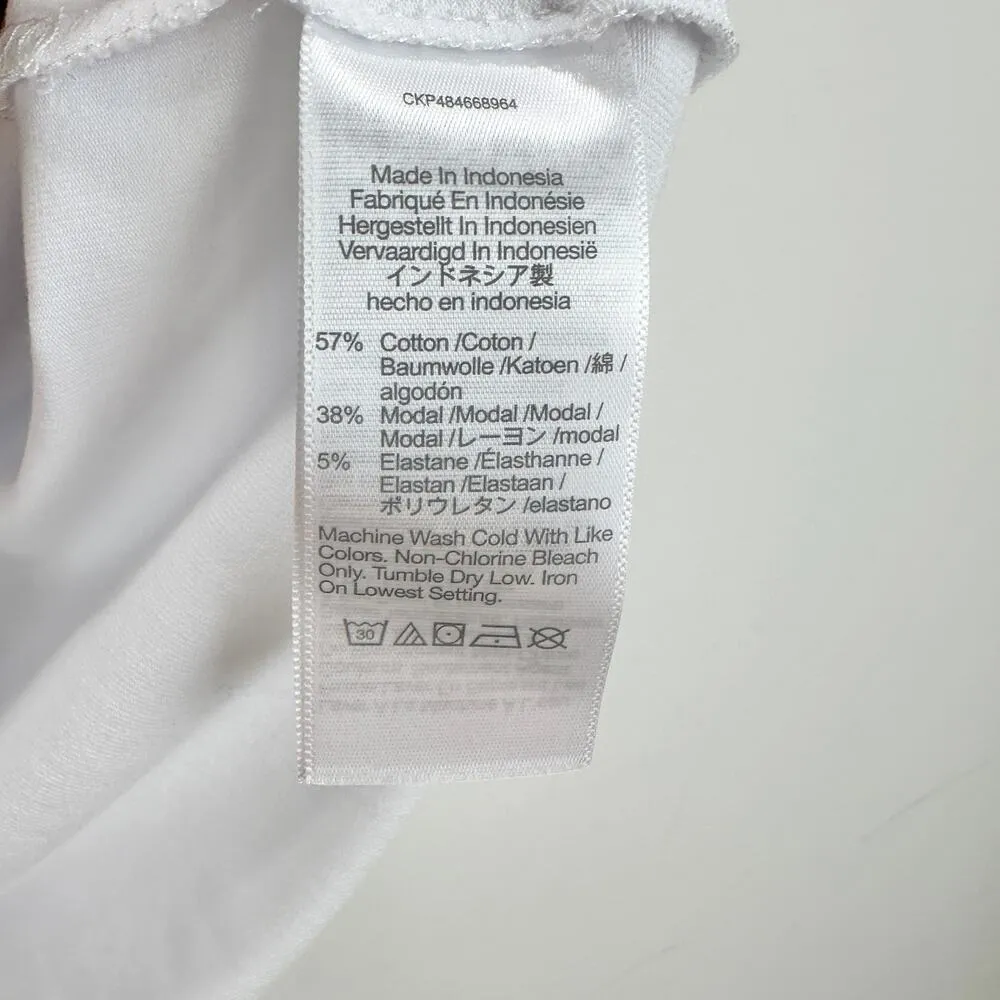 CKP484668964
Made In Indonesia
Fabriqué En Indonésie
Hergestellt In Indonesien
Vervaardigd In Indonesië
インドネシア製
hecho en indonesia
57% Cotton /Coton /
Baumwolle /Katoen /綿 /
algodón
38% Modal /Modal /Modal /
Modal /レーヨン /modal
5% Elastane /Élasthanne /
Elastan /Elastaan /
ポリウレタン /elastano
Machine Wash Cold With Like
Colors. Non-Chlorine Bleach
Only. Tumble Dry Low. Iron
On Lowest Setting.
30